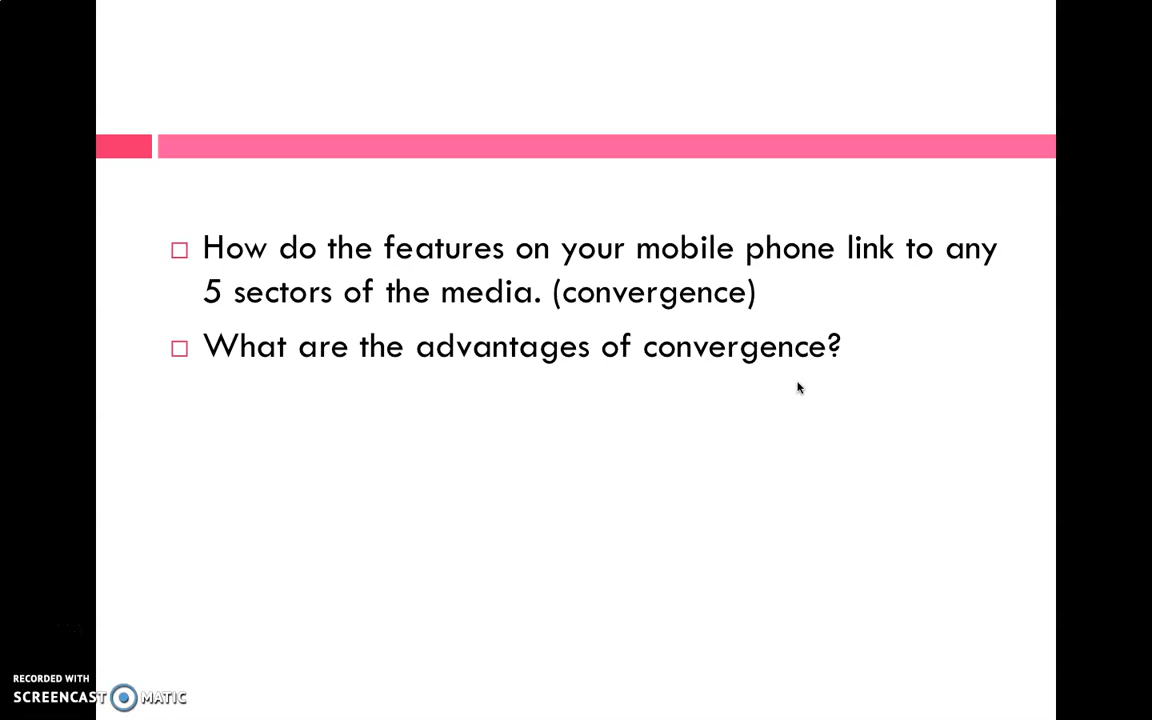 How do the features on your mobile phone link to any
5 sectors of the media. (convergence)
What are the advantages of convergence?
RECORDED WITH
SCREENCAST MATIC